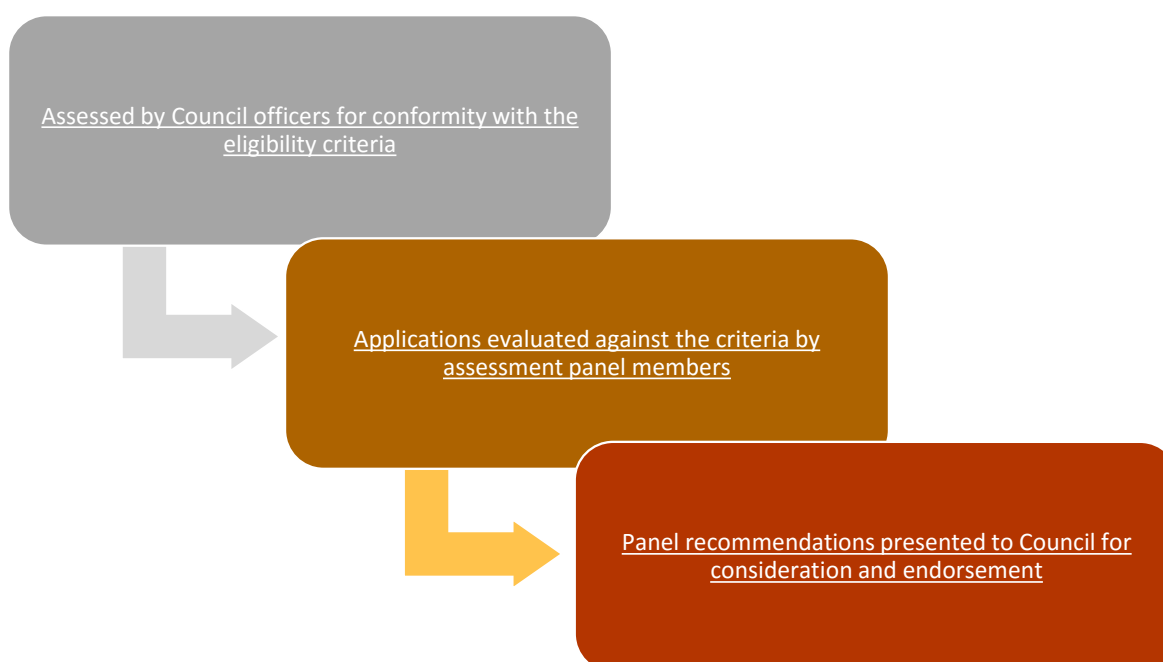 Assessed by Council officers for conformity with the
eligibility criteria
Applications evaluated against the criteria by
assessment panel members
Panel recommendations presented to Council for
consideration and endorsement